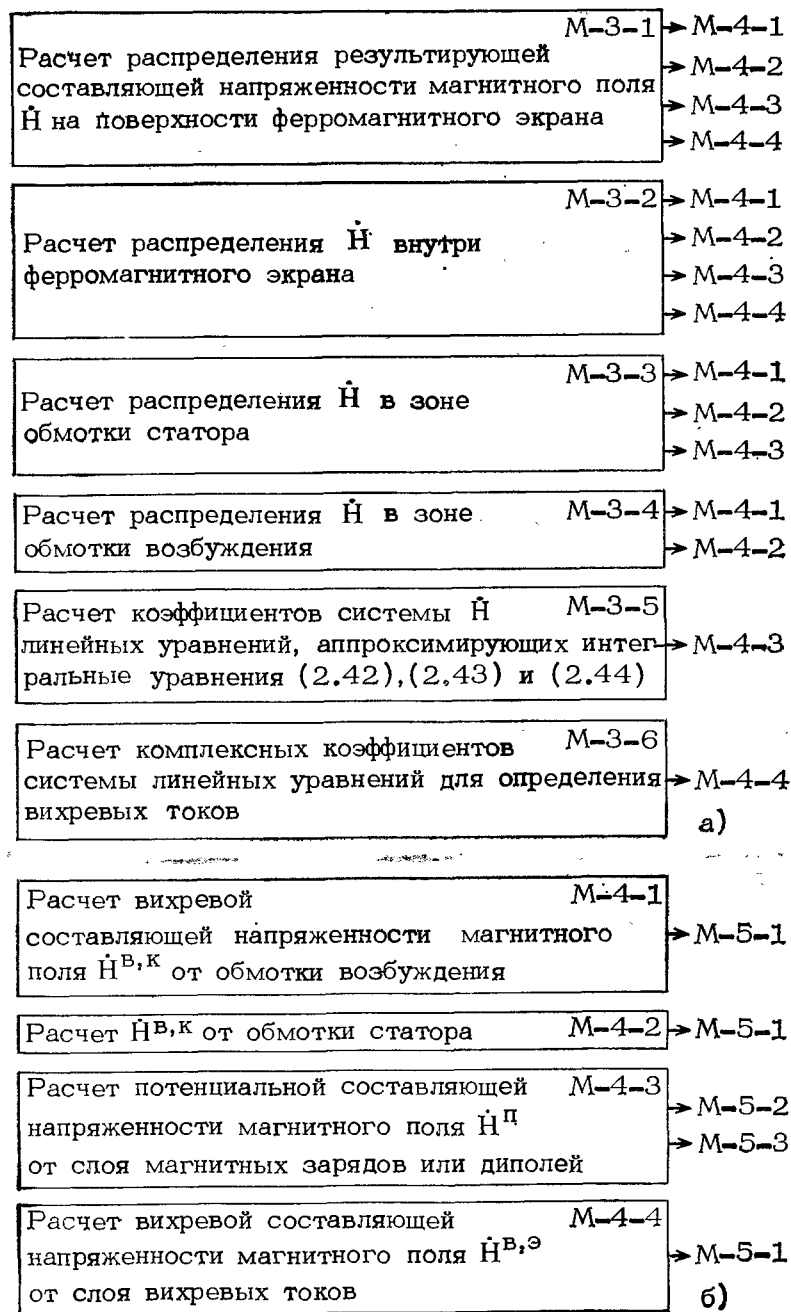 М-3-1 → М-4-1
Расчет распределения результирующей
→ М-4-2
составляющей напряженности магнитного поля
→ М-4-3
Ḣ на поверхности ферромагнитного экрана
→ М-4-4
М-3-2 → М-4-1
Расчет распределения Ḣ внутри → М-4-2
ферромагнитного экрана → М-4-3
→ М-4-4
М-3-3 → М-4-1
Расчет распределения Ḣ в зоне → М-4-2
обмотки статора → М-4-3
Расчет распределения Ḣ в зоне М-3-4 → М-4-1
обмотки возбуждения → М-4-2
Расчет коэффициентов системы Ḣ М-3-5
линейных уравнений, аппроксимирующих интег- → М-4-3
ральные уравнения (2.42),(2.43) и (2.44)
Расчет комплексных коэффициентов М-3-6
системы линейных уравнений для определения → М-4-4
вихревых токов
а)
Расчет вихревой М-4-1
составляющей напряженности магнитного → М-5-1
поля Ḣᴮ,ᴷ от обмотки возбуждения
Расчет Ḣᴮ,ᴷ от обмотки статора М-4-2 → М-5-1
Расчет потенциальной составляющей М-4-3
напряженности магнитного поля Ḣᴨ → М-5-2
→ М-5-3
от слоя магнитных зарядов или диполей
Расчет вихревой составляющей М-4-4
напряженности магнитного поля Ḣᴮ,Э → М-5-1
от слоя вихревых токов
б)